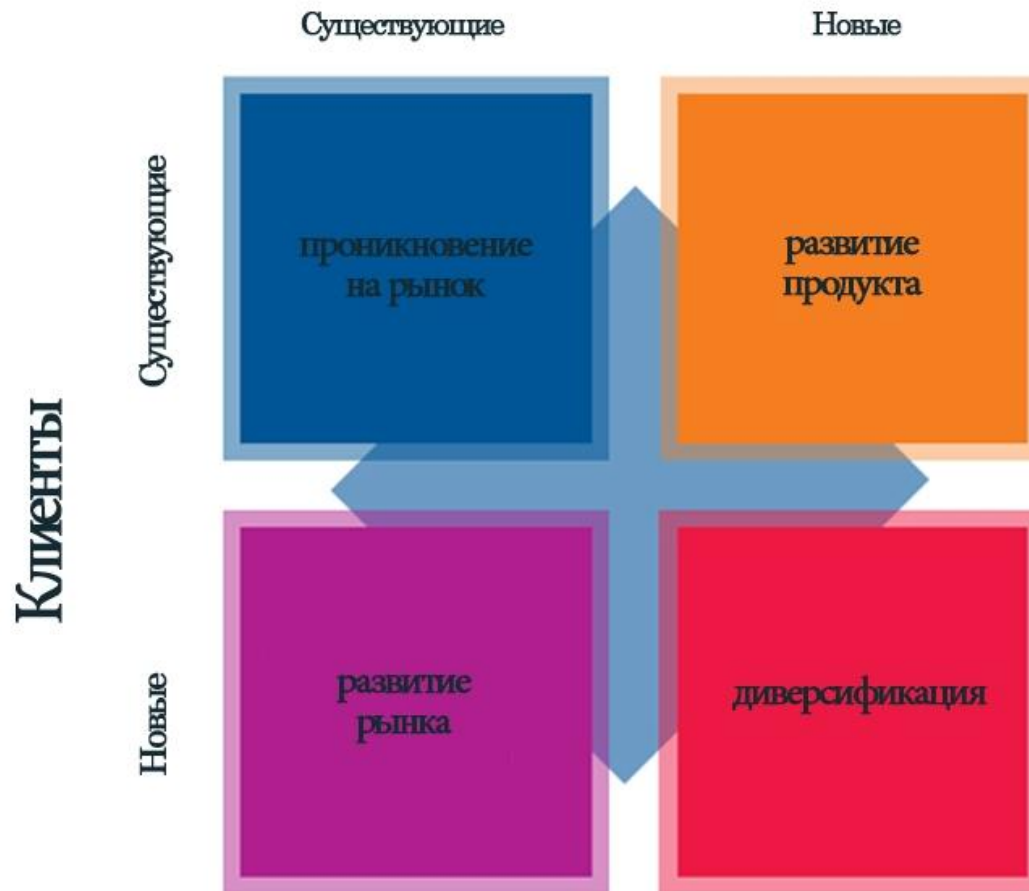 Существующие
Новые
Клиенты
Существующие
проникновение
на рынок
развитие
продукта
Новые
развитие
рынка
диверсификация